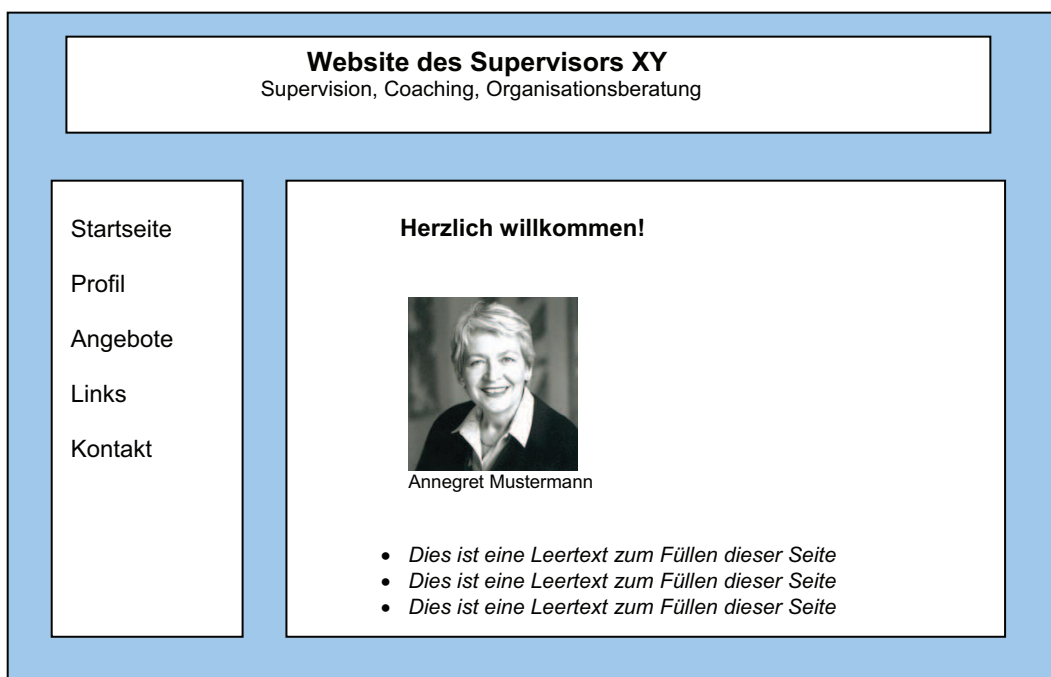 Website des Supervisors XY
Supervision, Coaching, Organisationsberatung
Startseite
Profil
Angebote
Links
Kontakt
Herzlich willkommen!
Annegret Mustermann
• Dies ist eine Leertext zum Füllen dieser Seite
• Dies ist eine Leertext zum Füllen dieser Seite
• Dies ist eine Leertext zum Füllen dieser Seite